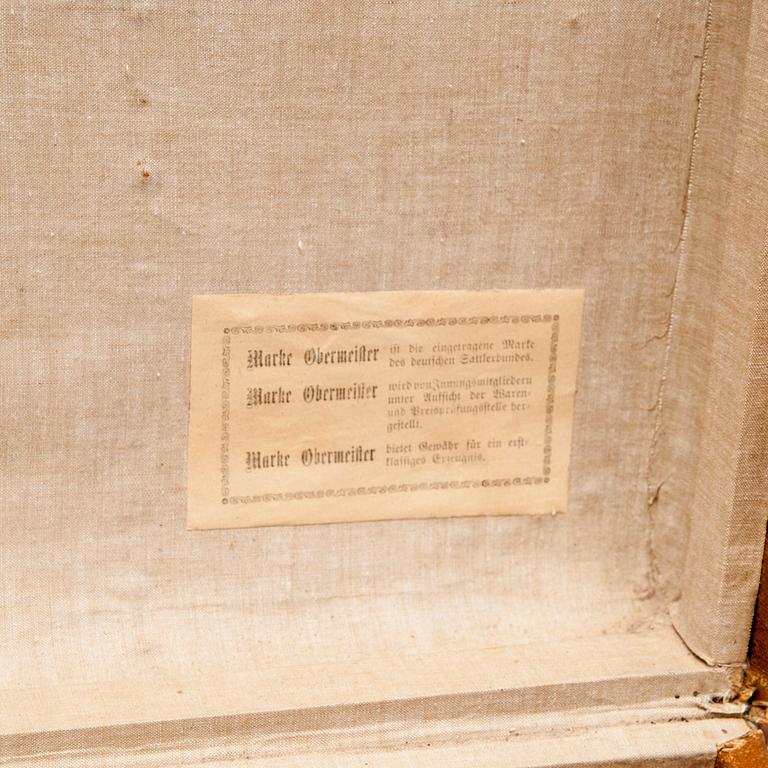 Marke Obermeister ist die eingetragene Marke
des deutschen Sattlerbundes.
Marke Obermeister wird von Innungsmitgliedern
unter Aufsicht der Waren-
und Preisprüfungsstelle her-
gestellt.
Marke Obermeister bietet Gewähr für ein erst-
klassiges Erzeugnis.